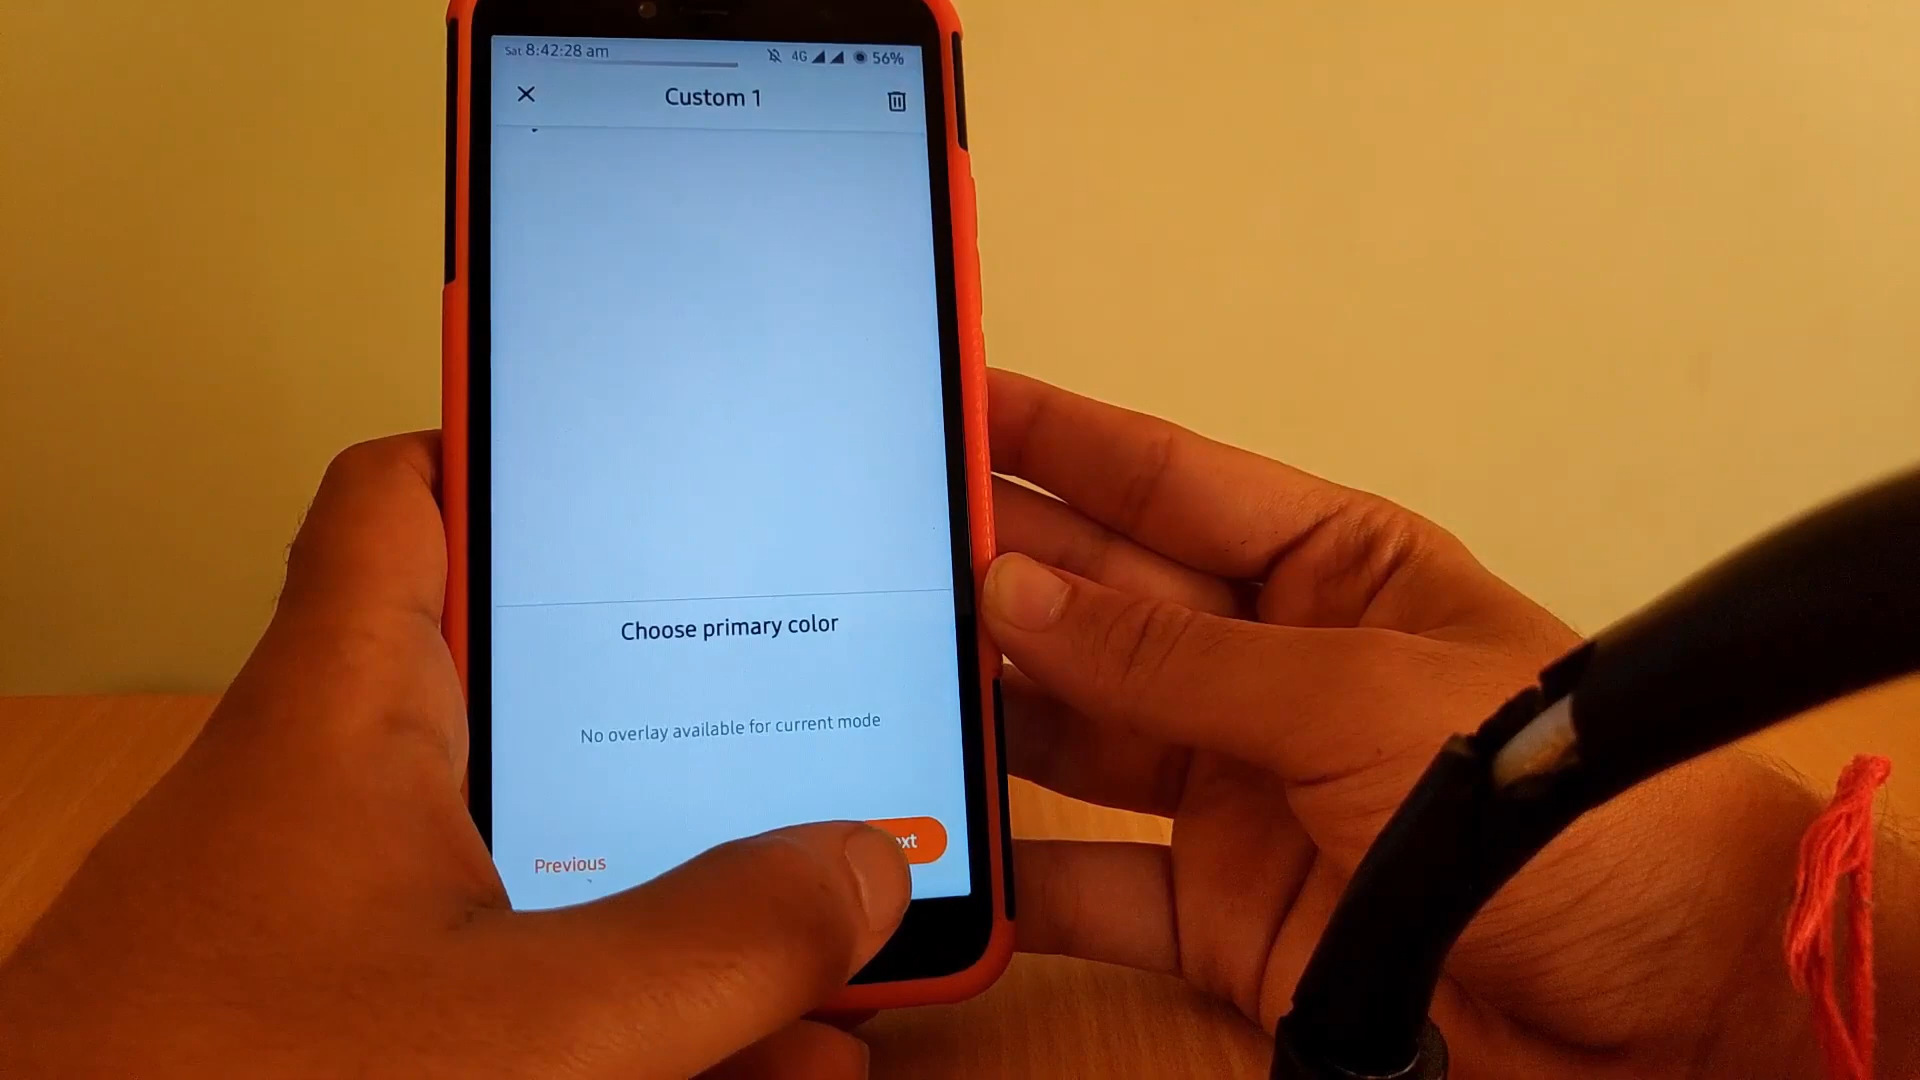 Sat 8:42:28 am 4G 56%
Custom 1
Choose primary color
No overlay available for current mode
Previous